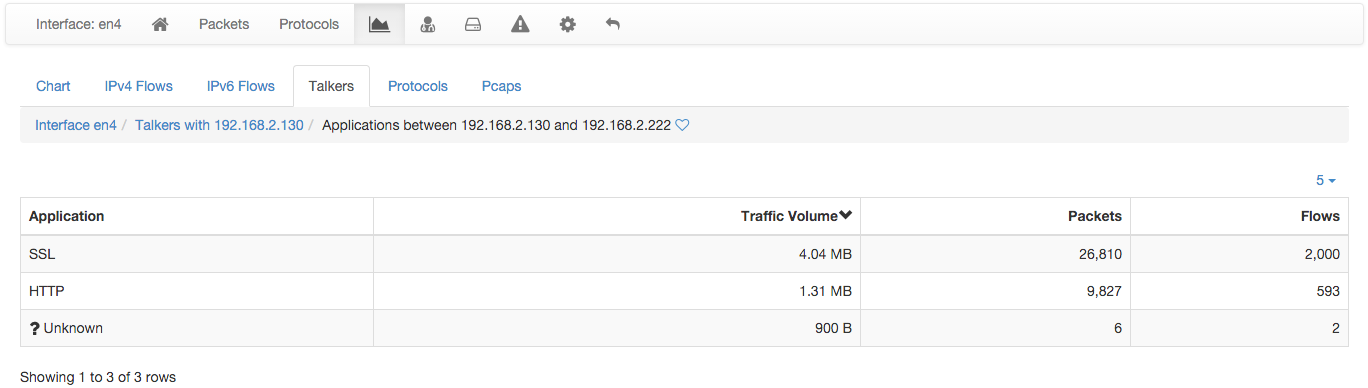 Interface: en4 Packets Protocols
Chart IPv4 Flows IPv6 Flows Talkers Protocols Pcaps
Interface en4 / Talkers with 192.168.2.130 / Applications between 192.168.2.130 and 192.168.2.222
5
Application Traffic Volume Packets Flows
SSL 4.04 MB 26,810 2,000
HTTP 1.31 MB 9,827 593
? Unknown 900 B 6 2
Showing 1 to 3 of 3 rows